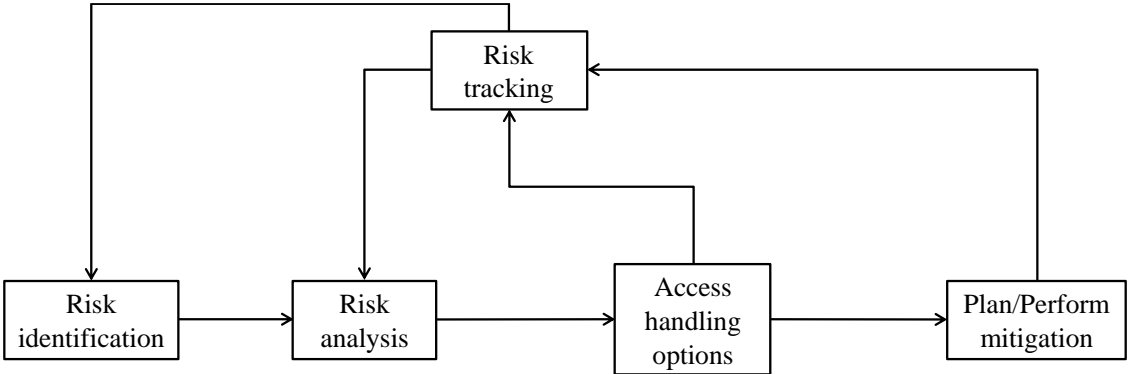 Risk
tracking
Risk
identification
Risk
analysis
Access
handling
options
Plan/Perform
mitigation